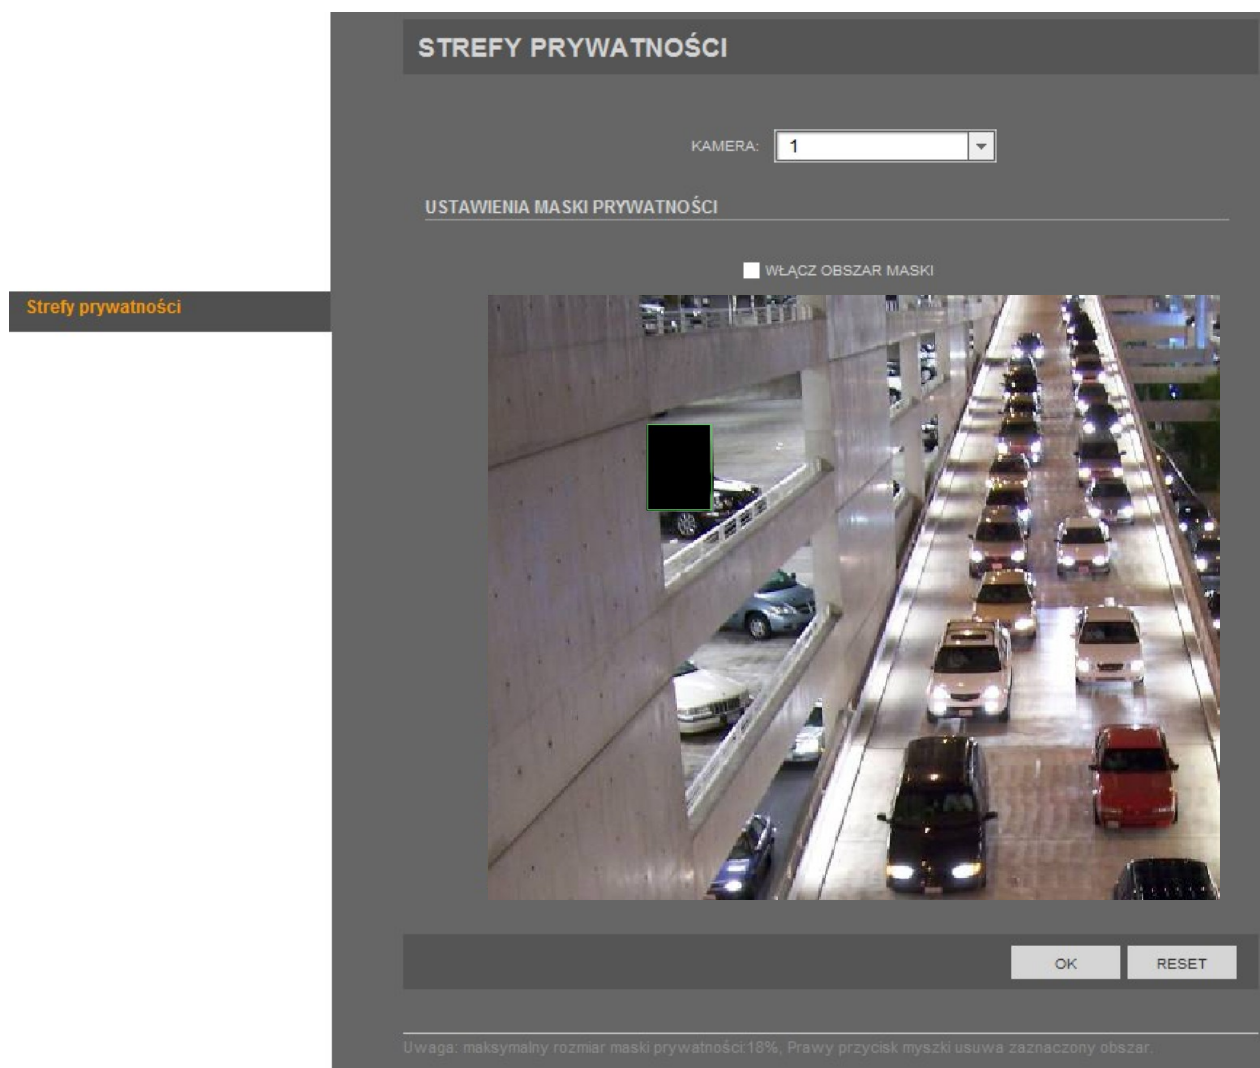 STREFY PRYWATNOŚCI
KAMERA: 1
USTAWIENIA MASKI PRYWATNOŚCI
WŁĄCZ OBSZAR MASKI
Strefy prywatności
OK RESET
Uwaga: maksymalny rozmiar maski prywatności:18%, Prawy przycisk myszki usuwa zaznaczony obszar.